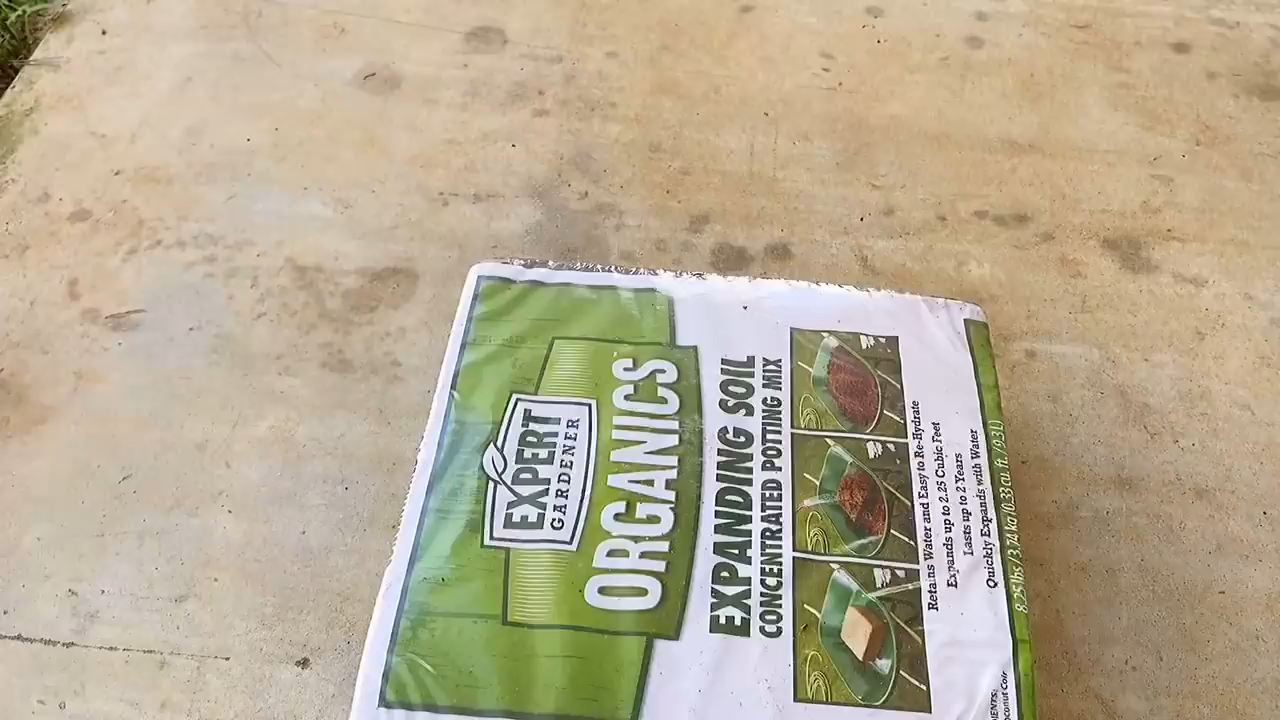 EXPERT
GARDENER
ORGANICS
EXPANDING SOIL
CONCENTRATED POTTING MIX
Retains Water and Easy to Re-Hydrate
Expands up to 2.25 Cubic Feet
Lasts up to 2 Years
Quickly Expands with Water
8.25 lbs / 3.74 kg (0.33 cu. ft. / 9.3 L)